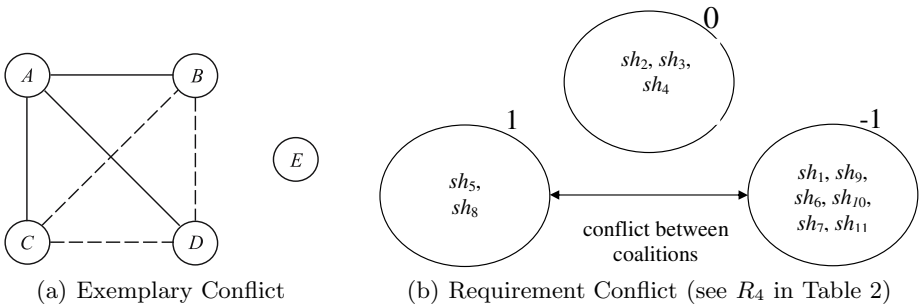 A
B
C
D
E
(a) Exemplary Conflict
0
sh2, sh3,
sh4
1
sh5,
sh8
-1
sh1, sh9,
sh6, sh10,
sh7, sh11
conflict between
coalitions
(b) Requirement Conflict (see R4 in Table 2)